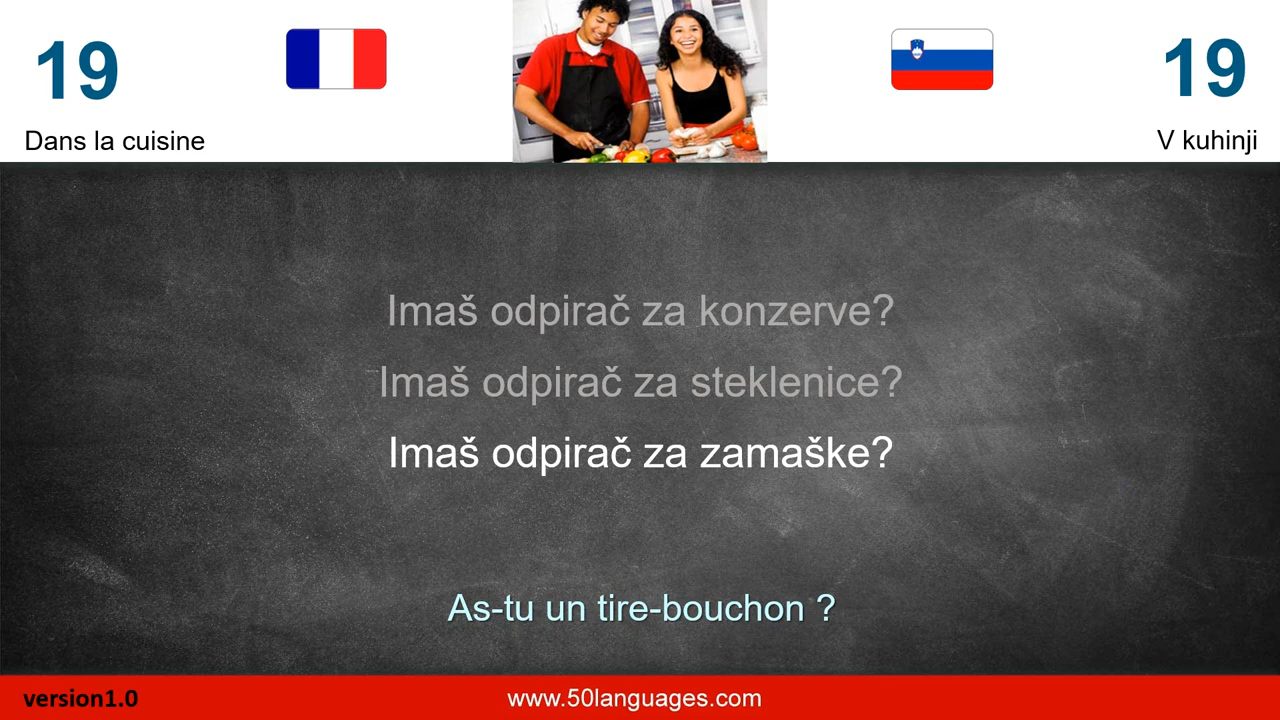 19
19
Dans la cuisine
V kuhinji
Imaš odpirač za konzerve?
Imaš odpirač za steklenice?
Imaš odpirač za zamaške?
As-tu un tire-bouchon ?
version1.0
www.50languages.com